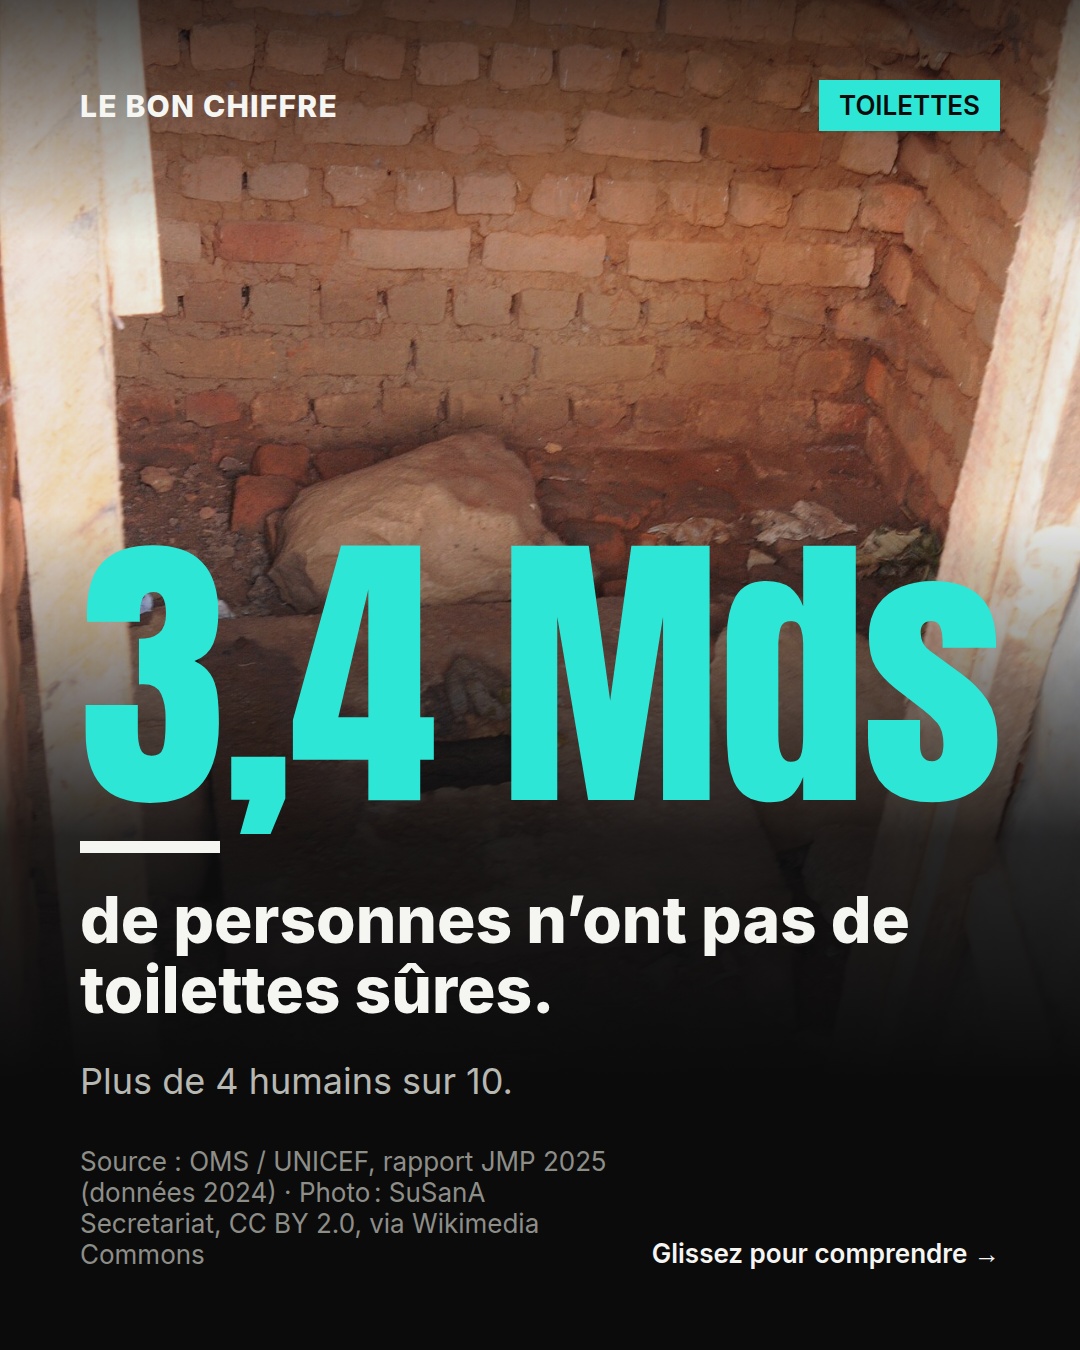 LE BON CHIFFRE
TOILETTES
3,4 Mds
de personnes n’ont pas de
toilettes sûres.
Plus de 4 humains sur 10.
Source : OMS / UNICEF, rapport JMP 2025
(données 2024) · Photo : SuSanA
Secretariat, CC BY 2.0, via Wikimedia
Commons
Glissez pour comprendre →